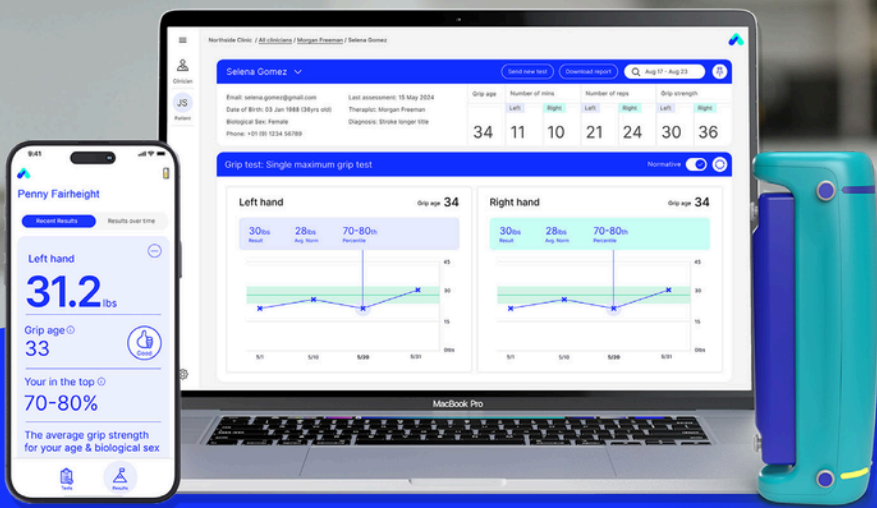 Northside Clinic / All clinicians / Morgan Freeman / Selena Gomez
Clinician
JS
Patient
Selena Gomez
Send new test
Download report
Aug 17 - Aug 23
Email: selena.gomez@gmail.com
Date of Birth: 03 Jan 1988 (36yrs old)
Biological Sex: Female
Phone: +01 (9) 1234 56789
Last assessment: 15 May 2024
Therapist: Morgan Freeman
Diagnosis: Stroke longer title
Grip age
34
Number of mins
Left Right
11 10
Number of reps
Left Right
21 24
Grip strength
Left Right
30 36
Grip test: Single maximum grip test
Normative
Left hand
Grip age 34
30lbs 28lbs 70-80th
Result Avg. Norm Percentile
45
30
15
0lbs
5/1 5/10 5/20 5/31
Right hand
Grip age 34
30lbs 28lbs 70-80th
Result Avg. Norm Percentile
45
30
15
0lbs
5/1 5/10 5/20 5/31
MacBook Pro
9:41
Penny Fairheight
Recent Results
Results over time
Left hand
31.2 lbs
Grip age
33
Good
Your in the top
70-80%
The average grip strength
for your age & biological sex
Tests
Results